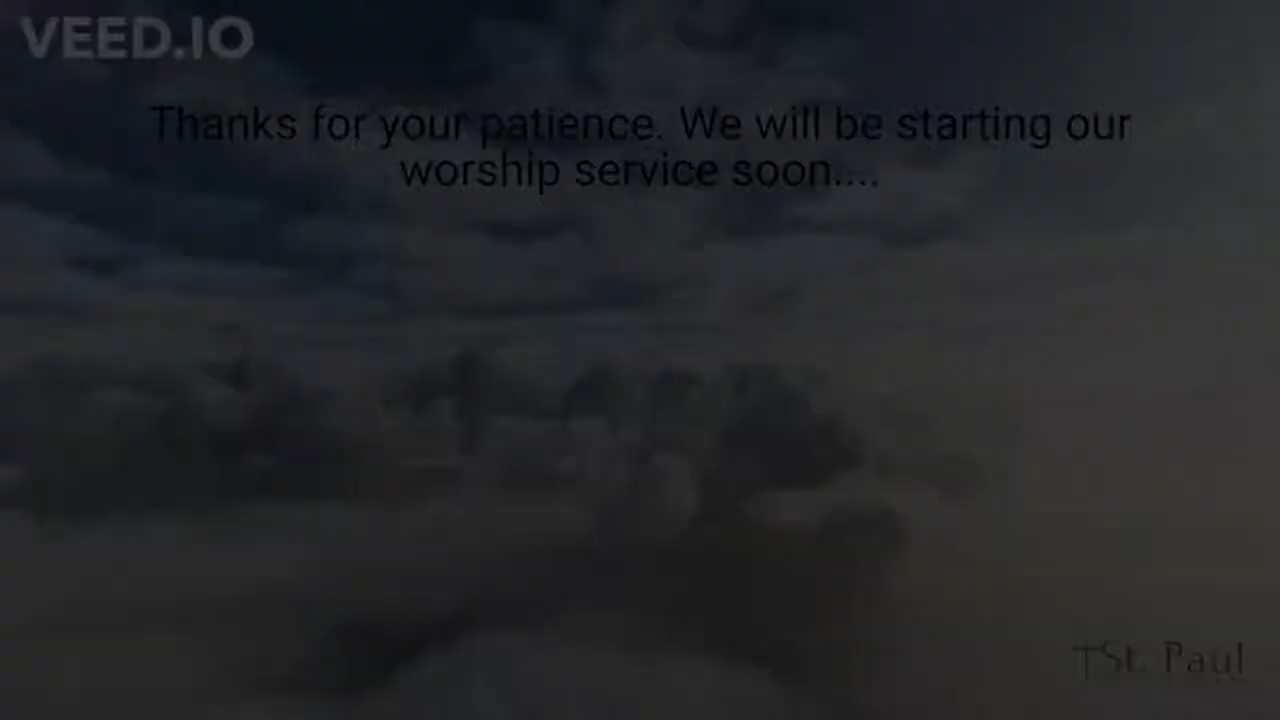 VEED.IO
Thanks for your patience. We will be starting our
worship service soon....
†St. Paul